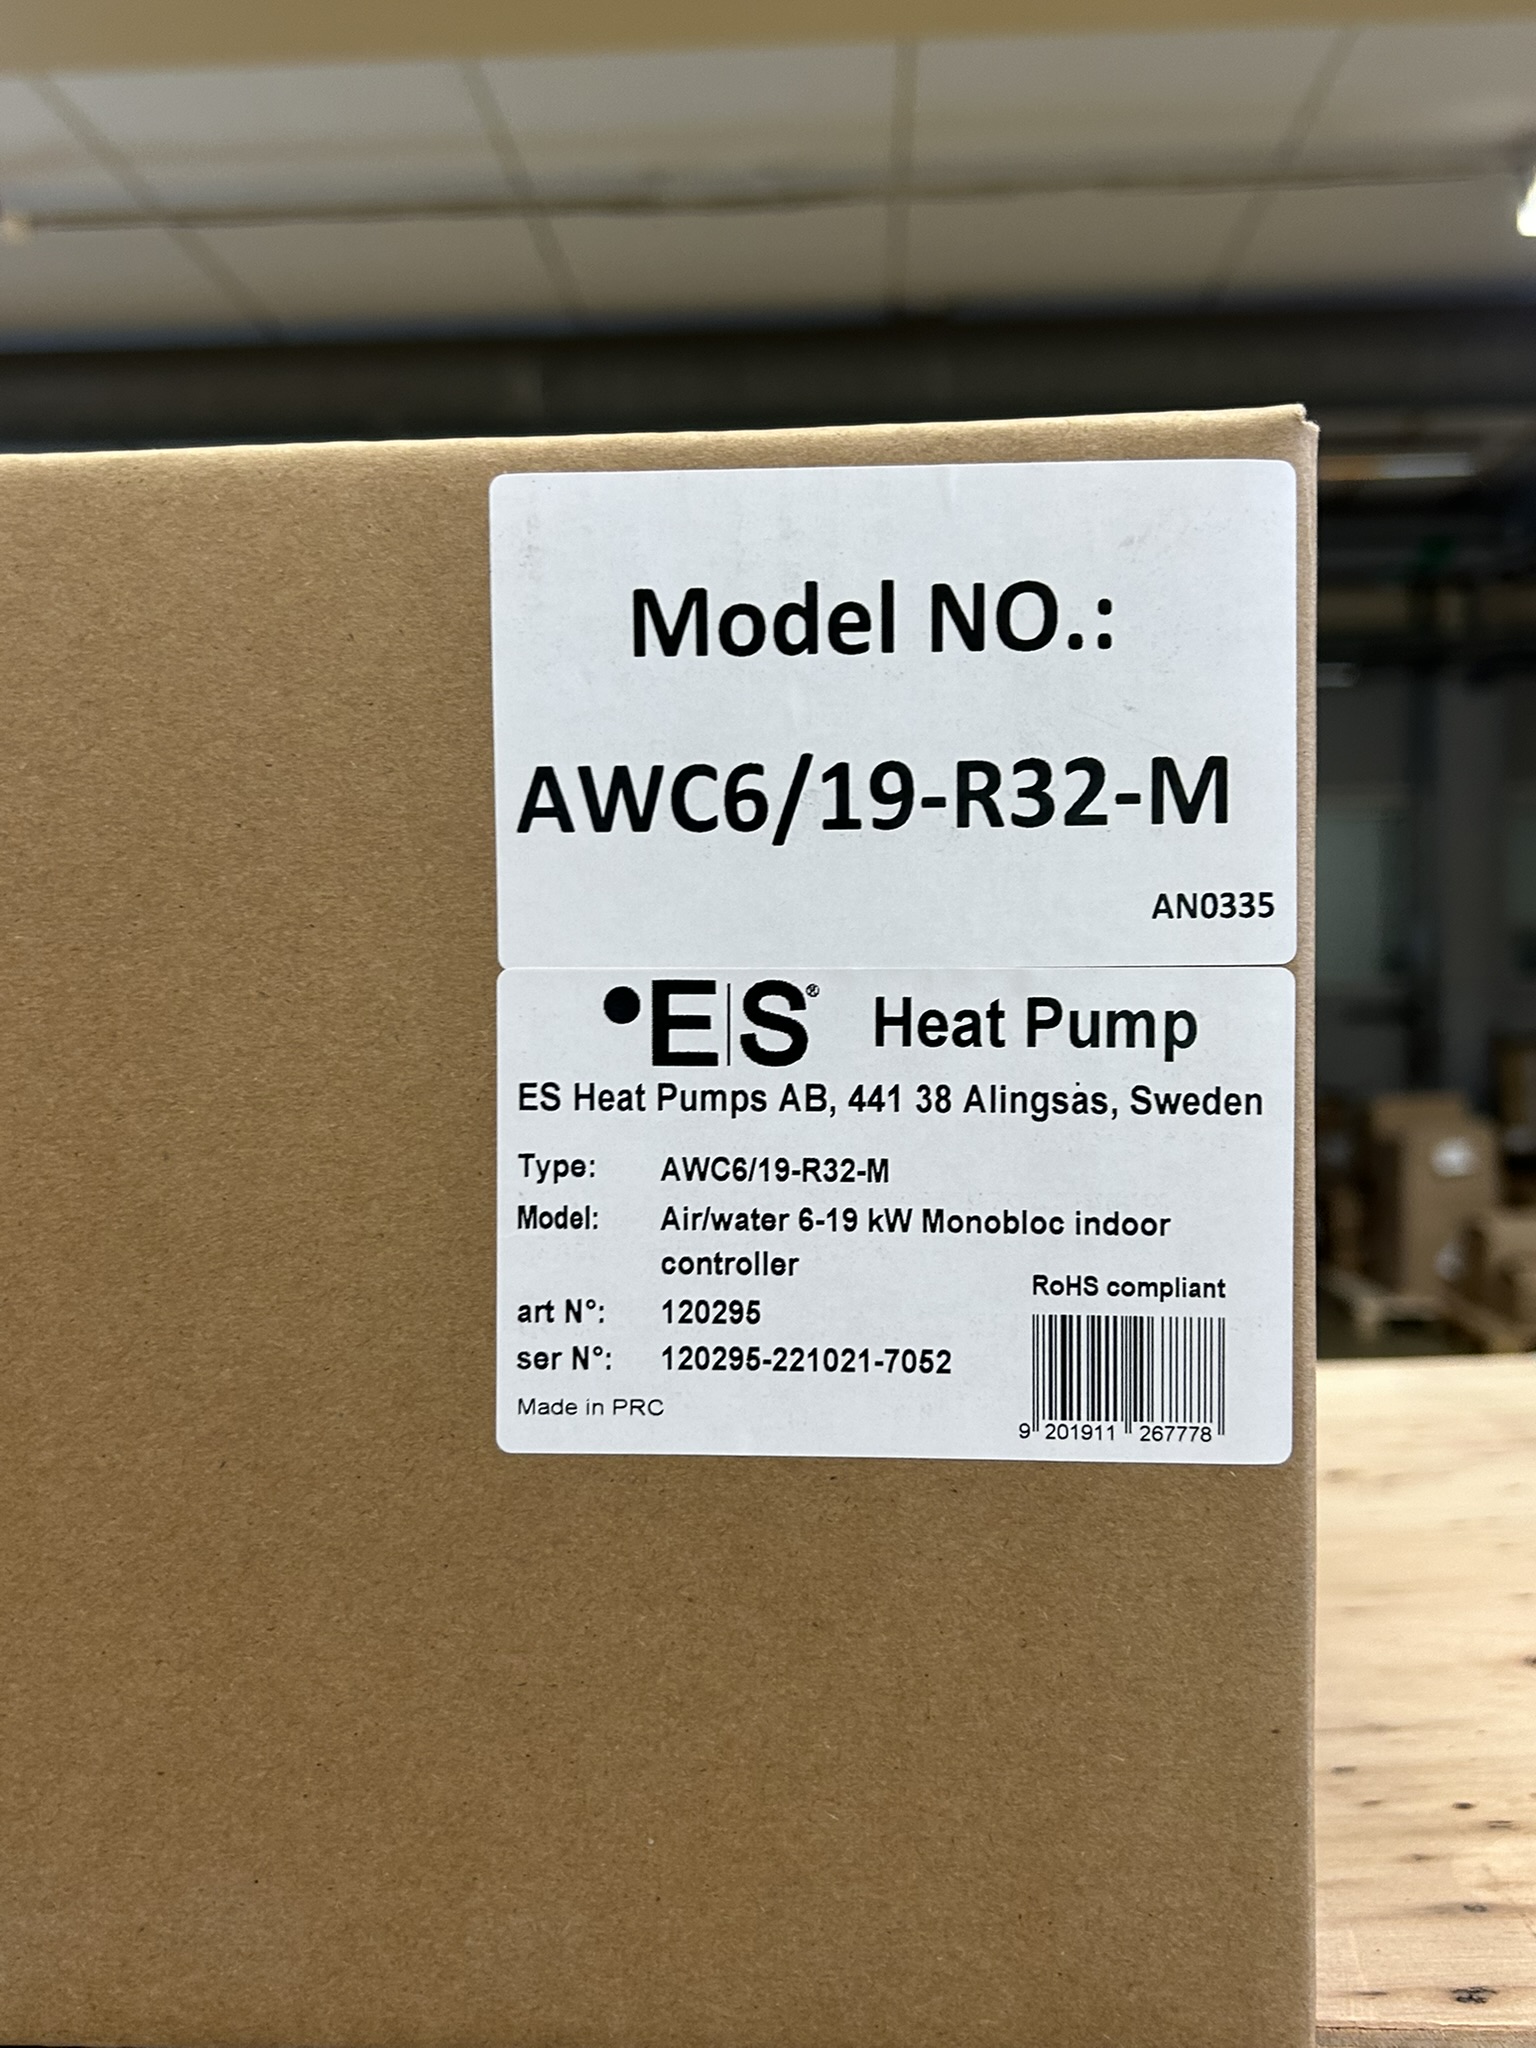 Model NO.:
AWC6/19-R32-M
AN0335
•E|S® Heat Pump
ES Heat Pumps AB, 441 38 Alingsås, Sweden
Type: AWC6/19-R32-M
Model: Air/water 6-19 kW Monobloc indoor
controller
RoHS compliant
art N°: 120295
ser N°: 120295-221021-7052
Made in PRC
9 201911 267778